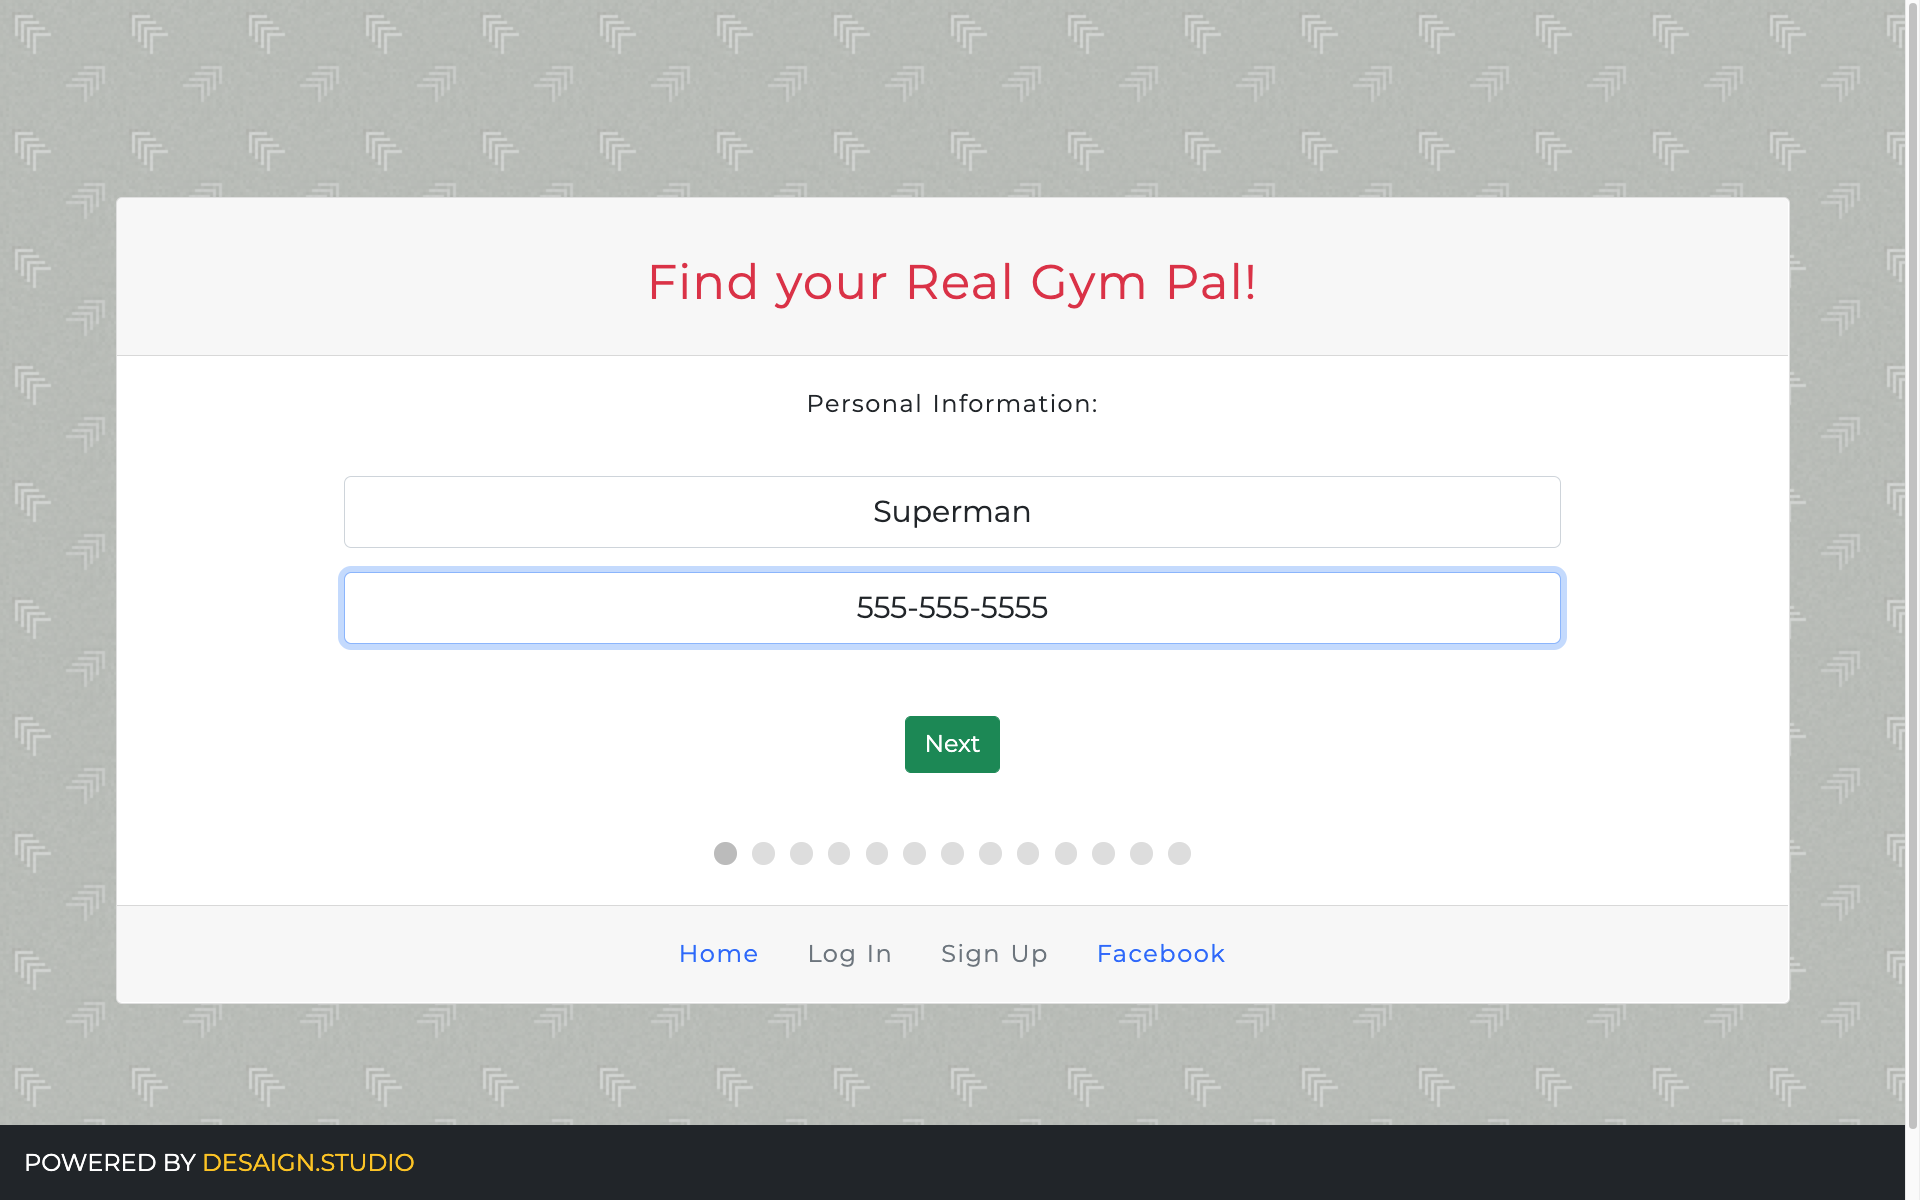 Find your Real Gym Pal!
Personal Information:
Superman
555-555-5555
Next
Home Log In Sign Up Facebook
POWERED BY DESAIGN.STUDIO